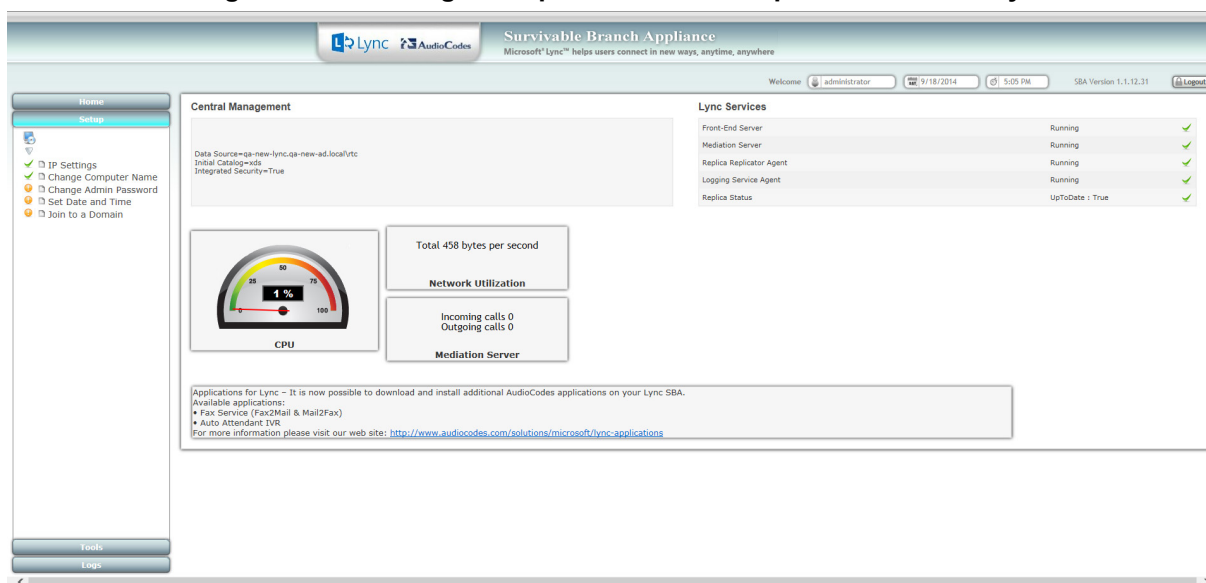 Lync AudioCodes
Survivable Branch Appliance
Microsoft® Lync™ helps users connect in new ways, anytime, anywhere
Welcome administrator 9/18/2014 5:05 PM SBA Version 1.1.12.31 Logout
Home
Setup
IP Settings
Change Computer Name
Change Admin Password
Set Date and Time
Join to a Domain
Tools
Logs
Central Management
Data Source=qa-new-lync.qa-new-ad.local\rtc
Initial Catalog=xds
Integrated Security=True
Lync Services
Front-End Server Running
Mediation Server Running
Replica Replicator Agent Running
Logging Service Agent Running
Replica Status UpToDate : True
0 25 50 75 100
1 %
CPU
Total 458 bytes per second
Network Utilization
Incoming calls 0
Outgoing calls 0
Mediation Server
Applications for Lync – It is now possible to download and install additional AudioCodes applications on your Lync SBA.
Available applications:
• Fax Service (Fax2Mail & Mail2Fax)
• Auto Attendant IVR
For more information please visit our web site: http://www.audiocodes.com/solutions/microsoft/lync-applications